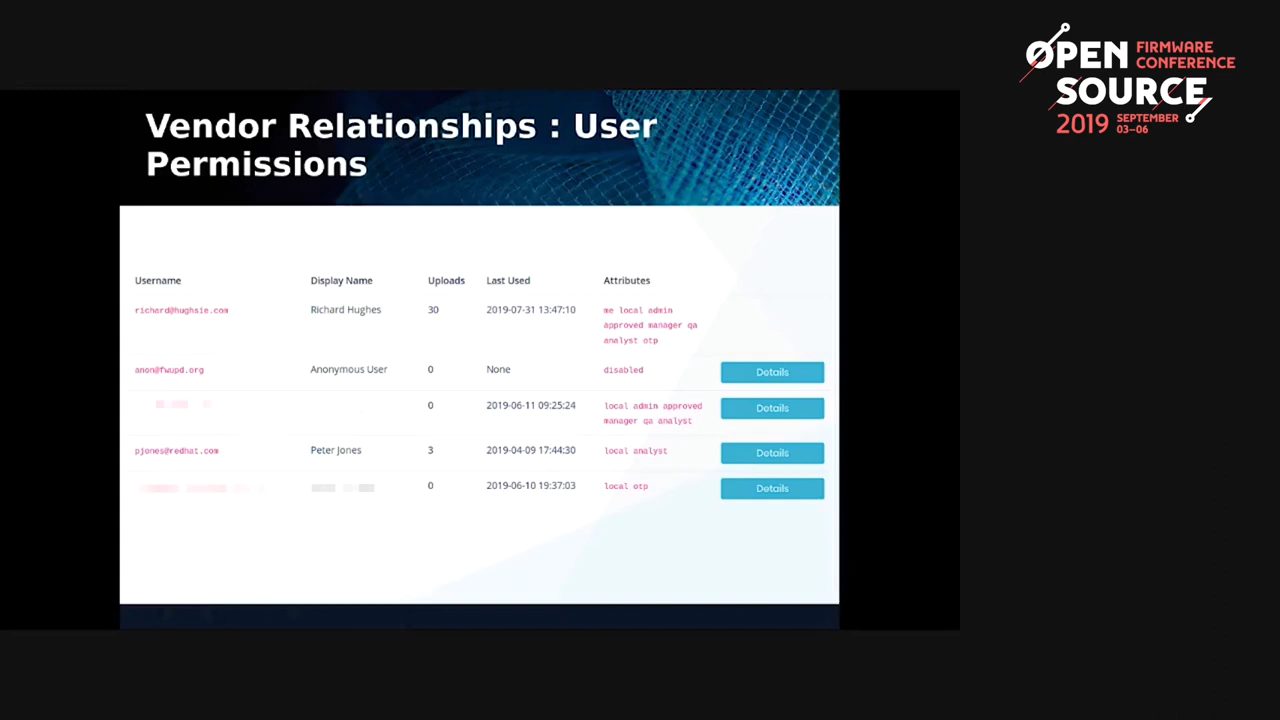 OPEN FIRMWARE
CONFERENCE
SOURCE
2019 SEPTEMBER
03–06
Vendor Relationships : User
Permissions
Username Display Name Uploads Last Used Attributes
richard@hughsie.com Richard Hughes 30 2019-07-31 13:47:10 me local admin
approved manager qa
analyst otp
anon@fwupd.org Anonymous User 0 None disabled Details
0 2019-06-11 09:25:24 local admin approved Details
manager qa analyst
pjones@redhat.com Peter Jones 3 2019-04-09 17:44:30 local analyst Details
0 2019-06-10 19:37:03 local otp Details